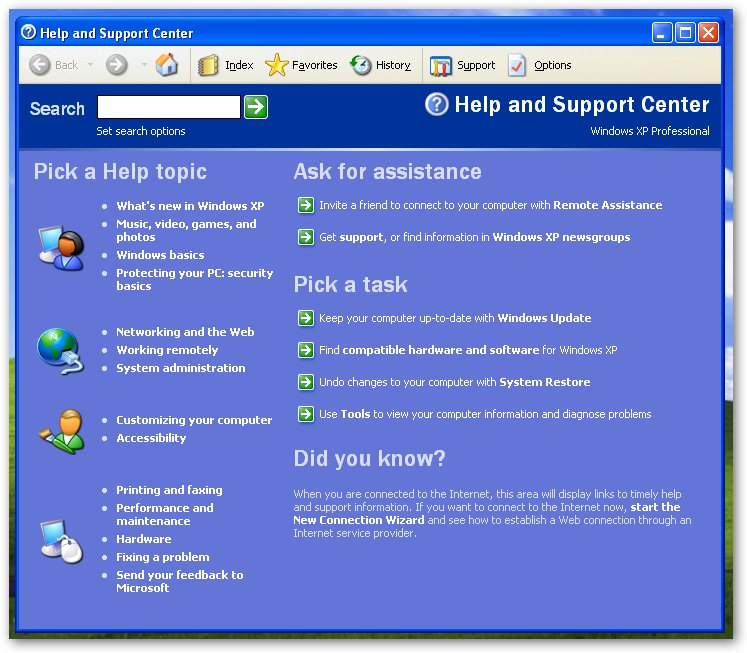 Help and Support Center
Back
Index
Favorites
History
Support
Options
Search
Set search options
Help and Support Center
Windows XP Professional
Pick a Help topic
What's new in Windows XP
Music, video, games, and
photos
Windows basics
Protecting your PC: security
basics
Networking and the Web
Working remotely
System administration
Customizing your computer
Accessibility
Printing and faxing
Performance and
maintenance
Hardware
Fixing a problem
Send your feedback to
Microsoft
Ask for assistance
Invite a friend to connect to your computer with Remote Assistance
Get support, or find information in Windows XP newsgroups
Pick a task
Keep your computer up-to-date with Windows Update
Find compatible hardware and software for Windows XP
Undo changes to your computer with System Restore
Use Tools to view your computer information and diagnose problems
Did you know?
When you are connected to the Internet, this area will display links to timely help
and support information. If you want to connect to the Internet now, start the
New Connection Wizard and see how to establish a Web connection through an
Internet service provider.